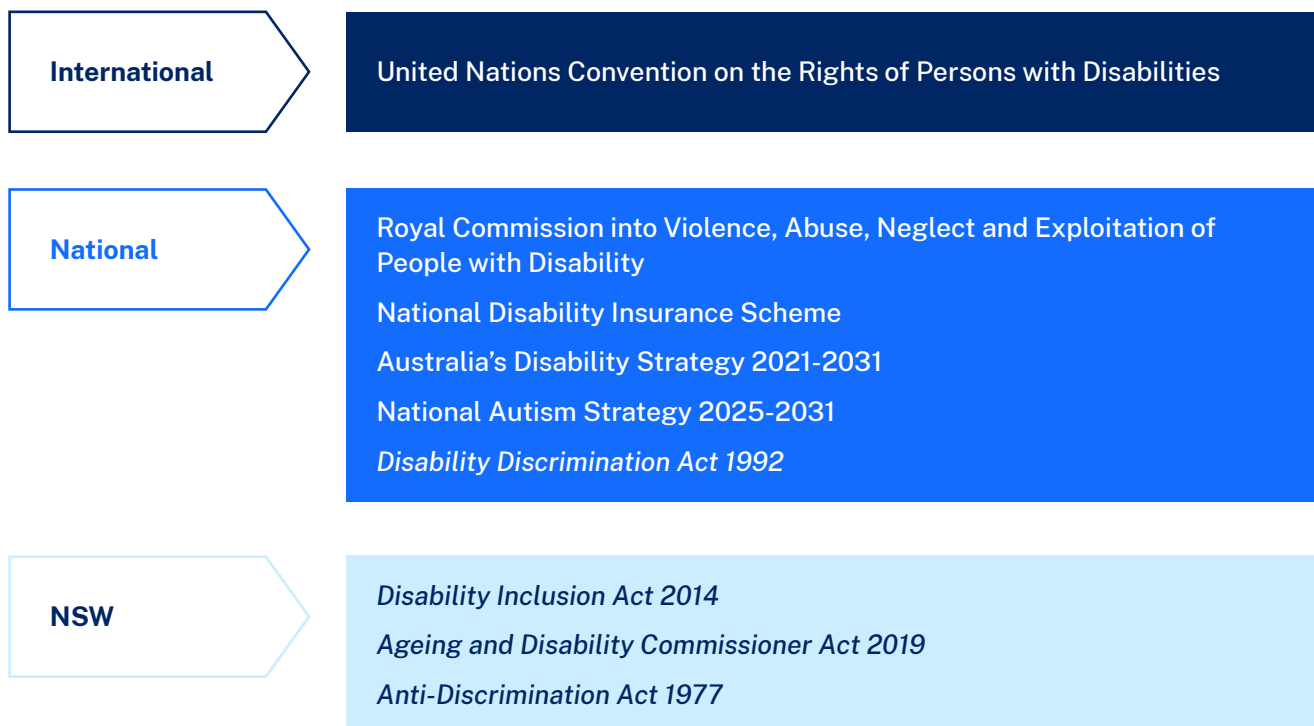 International
United Nations Convention on the Rights of Persons with Disabilities
National
Royal Commission into Violence, Abuse, Neglect and Exploitation of
People with Disability
National Disability Insurance Scheme
Australia’s Disability Strategy 2021-2031
National Autism Strategy 2025-2031
Disability Discrimination Act 1992
NSW
Disability Inclusion Act 2014
Ageing and Disability Commissioner Act 2019
Anti-Discrimination Act 1977